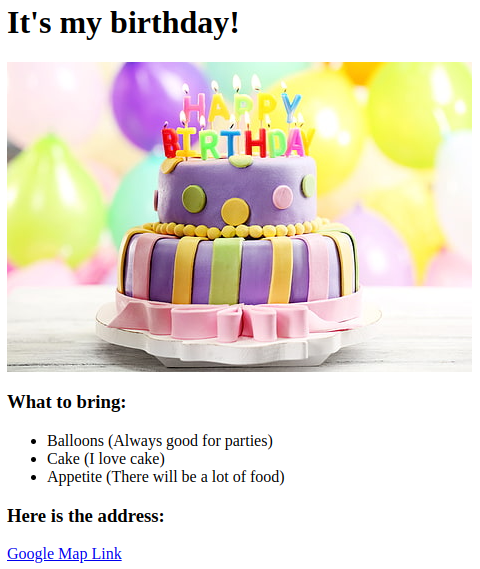 It's my birthday!
HAPPY
BIRTHDAY
What to bring:
Balloons (Always good for parties)
Cake (I love cake)
Appetite (There will be a lot of food)
Here is the address:
Google Map Link